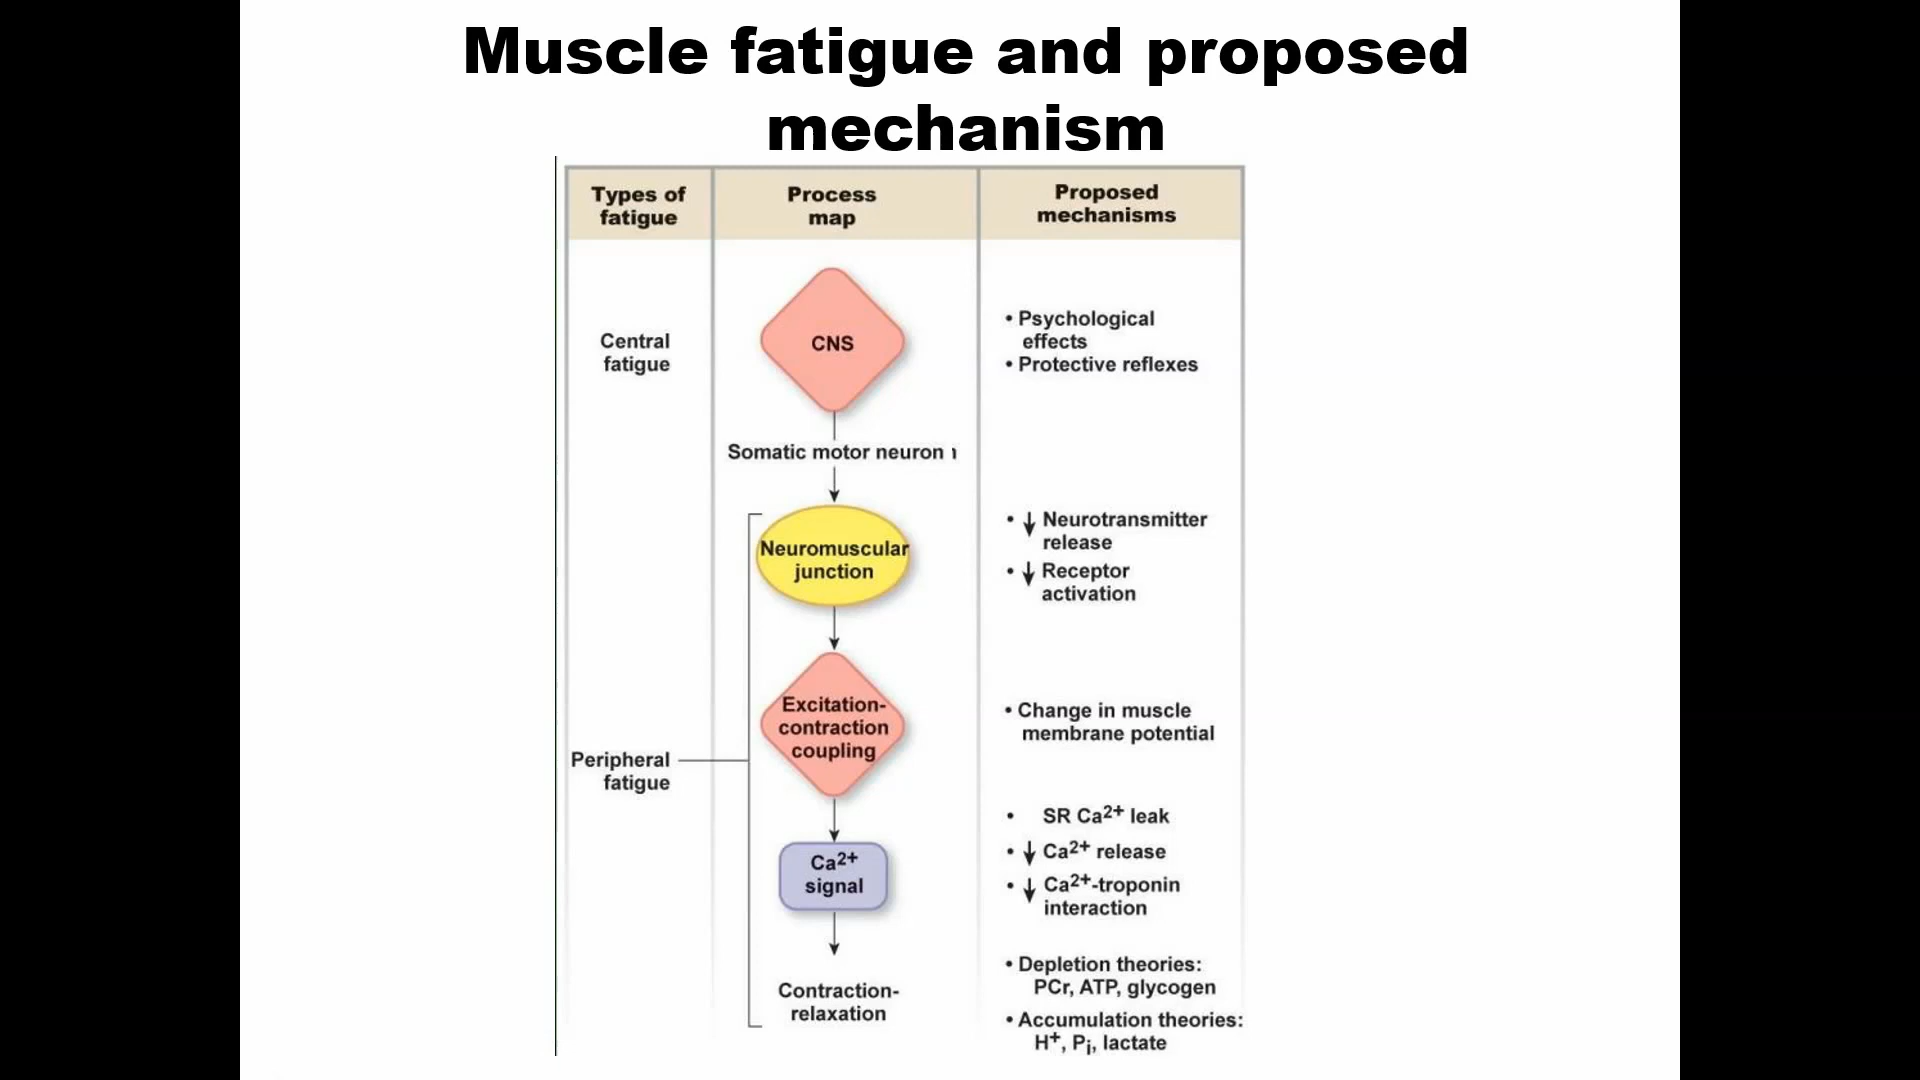 Muscle fatigue and proposed
mechanism
Types of
fatigue
Process
map
Proposed
mechanisms
Central
fatigue
CNS
• Psychological
effects
• Protective reflexes
Somatic motor neuron
Neuromuscular
junction
• ↓ Neurotransmitter
release
• ↓ Receptor
activation
Peripheral
fatigue
Excitation-
contraction
coupling
• Change in muscle
membrane potential
Ca2+
signal
• SR Ca2+ leak
• ↓ Ca2+ release
• ↓ Ca2+-troponin
interaction
Contraction-
relaxation
• Depletion theories:
PCr, ATP, glycogen
• Accumulation theories:
H+, Pi, lactate